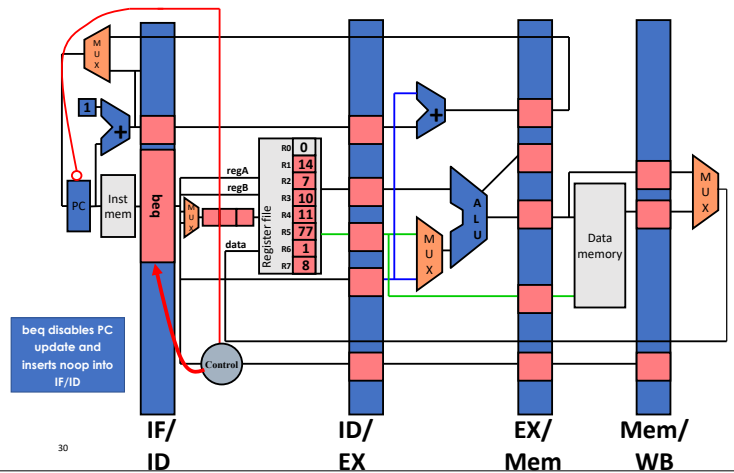 M
U
X
1
+
+
PC
Inst
mem
beq
regA
regB
M
U
X
data
Register file
R0 0
R1 14
R2 7
R3 10
R4 11
R5 77
R6 1
R7 8
M
U
X
A
L
U
Data
memory
M
U
X
Control
beq disables PC
update and
inserts noop into
IF/ID
30
IF/
ID
ID/
EX
EX/
Mem
Mem/
WB